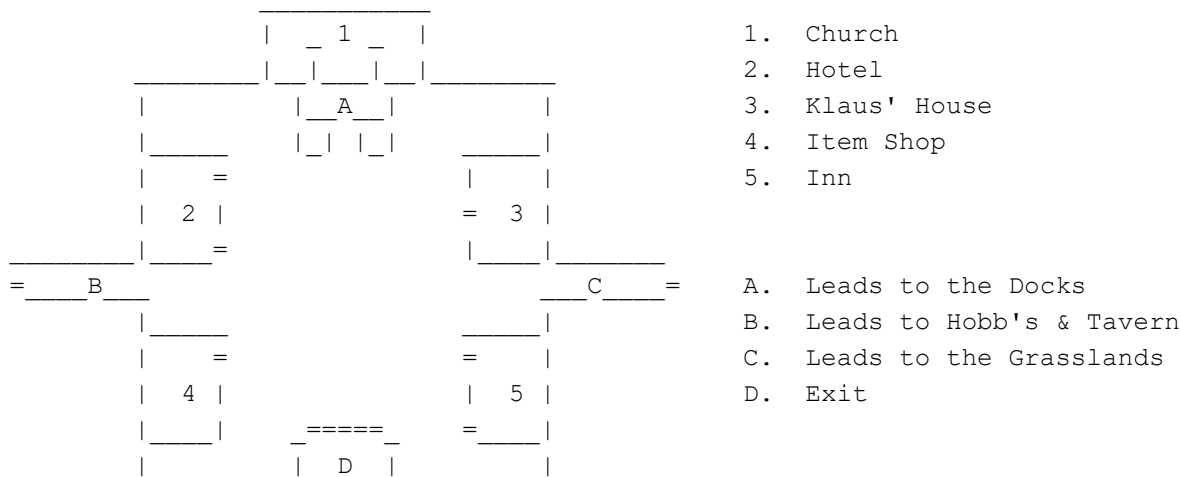 1
A
2 3
B C
4 5
D
1. Church
2. Hotel
3. Klaus' House
4. Item Shop
5. Inn
A. Leads to the Docks
B. Leads to Hobb's & Tavern
C. Leads to the Grasslands
D. Exit